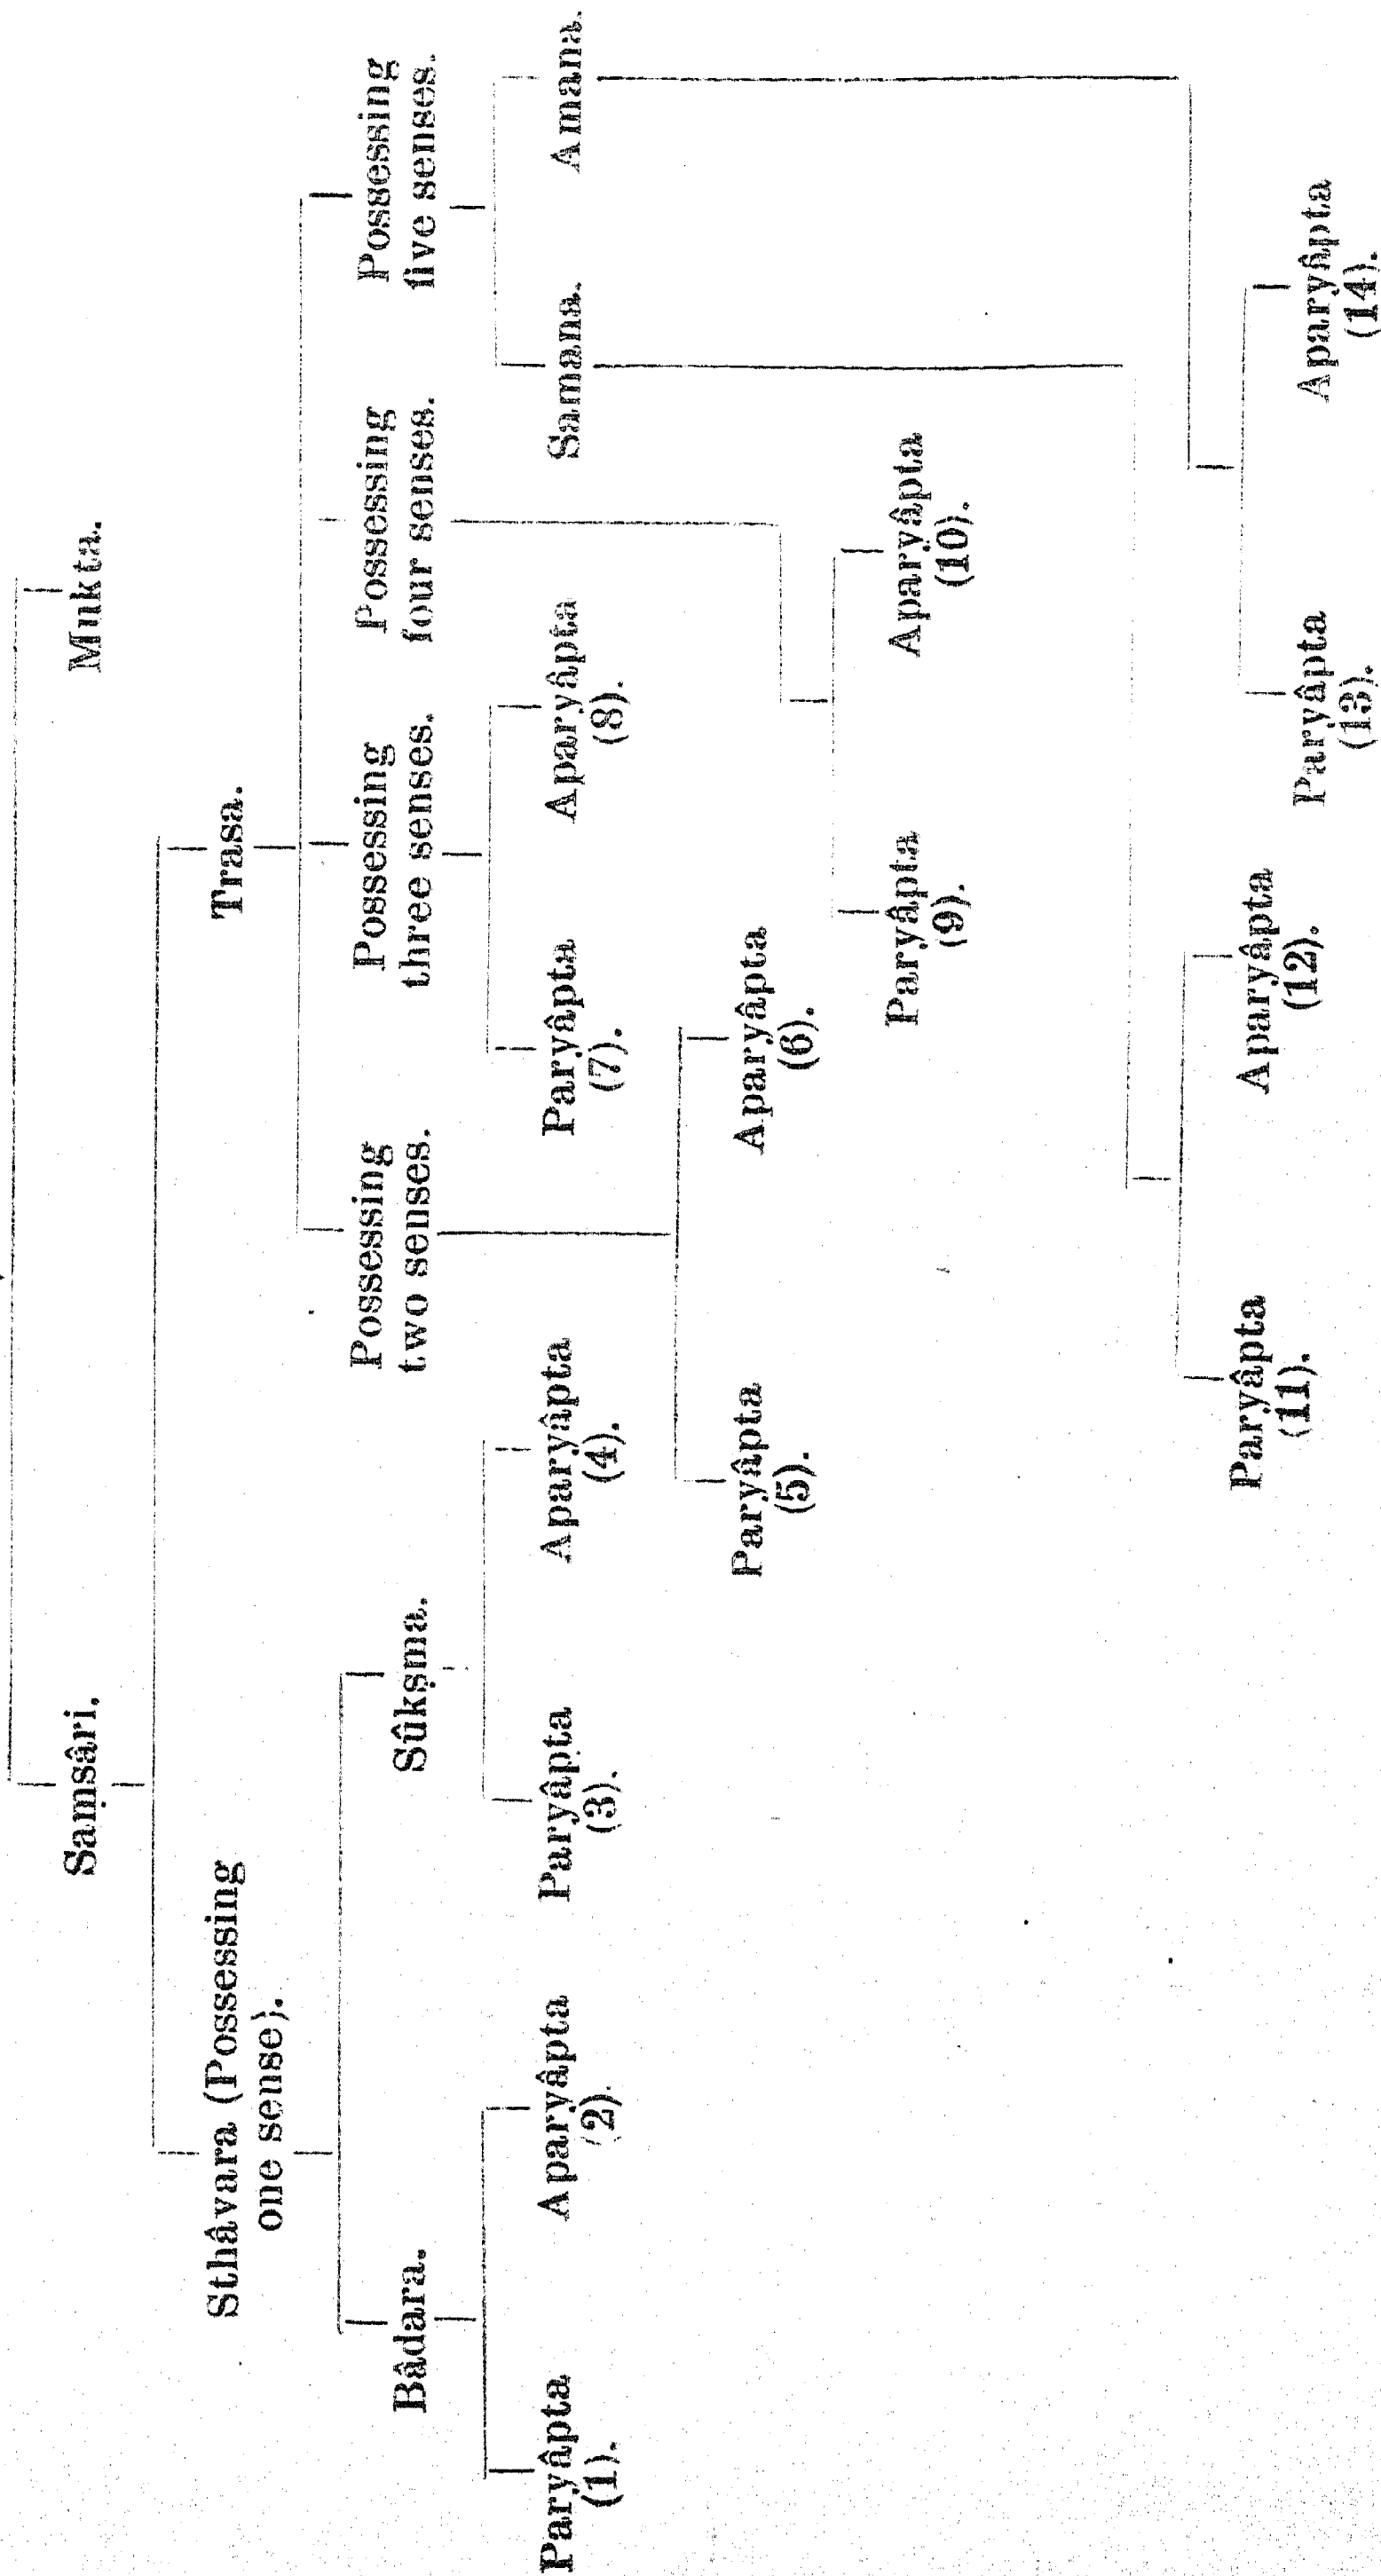 Mukta.
Saṃsâri.
Trasa.
Sthâvara (Possessing
one sense).
Possessing
two senses.
Possessing
three senses.
Possessing
four senses.
Possessing
five senses.
Bâdara.
Sûkṣma.
Samana.
Amana.
Paryâpta
(1).
Aparyâpta
(2).
Paryâpta
(3).
Aparyâpta
(4).
Paryâpta
(7).
Aparyâpta
(8).
Paryâpta
(5).
Aparyâpta
(6).
Paryâpta
(9).
Aparyâpta
(10).
Paryâpta
(11).
Aparyâpta
(12).
Paryâpta
(13).
Aparyâpta
(14).